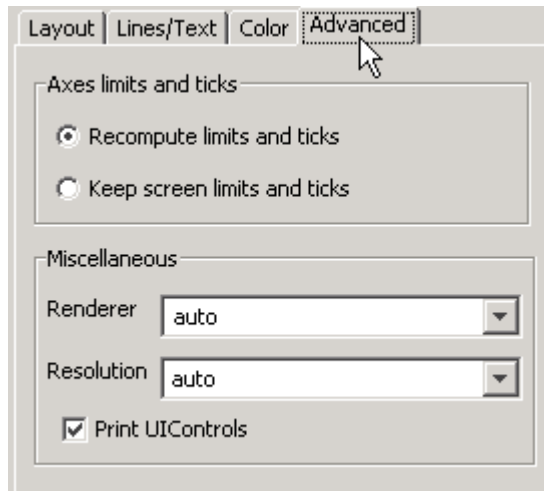 Layout Lines/Text Color Advanced
Axes limits and ticks
Recompute limits and ticks
Keep screen limits and ticks
Miscellaneous
Renderer auto
Resolution auto
Print UIControls